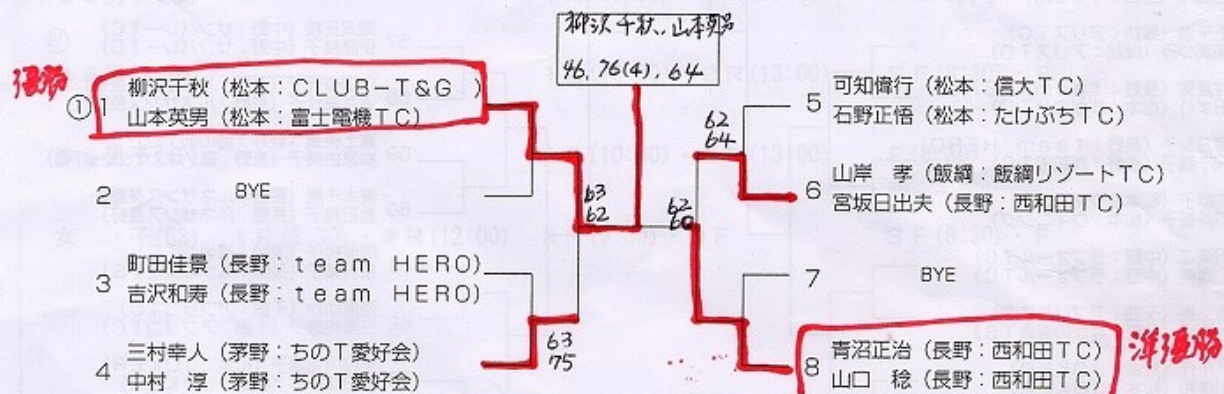 柳沢千秋、山本英男
46. 76(4). 64
優勝
① 1 柳沢千秋（松本：CLUB－T&G ）
山本英男（松本：富士電機TC）
2 BYE
63
62
3 町田佳景（長野：team HERO）
吉沢和寿（長野：team HERO）
4 三村幸人（茅野：ちのT愛好会）
中村 淳（茅野：ちのT愛好会）
63
75
5 可知偉行（松本：信大TC）
石野正悟（松本：たけぶちTC）
62
64
6 山岸 孝（飯綱：飯綱リゾートTC）
宮坂日出夫（長野：西和田TC）
62
60
7 BYE
8 青沼正治（長野：西和田TC）
山口 稔（長野：西和田TC）
準優勝